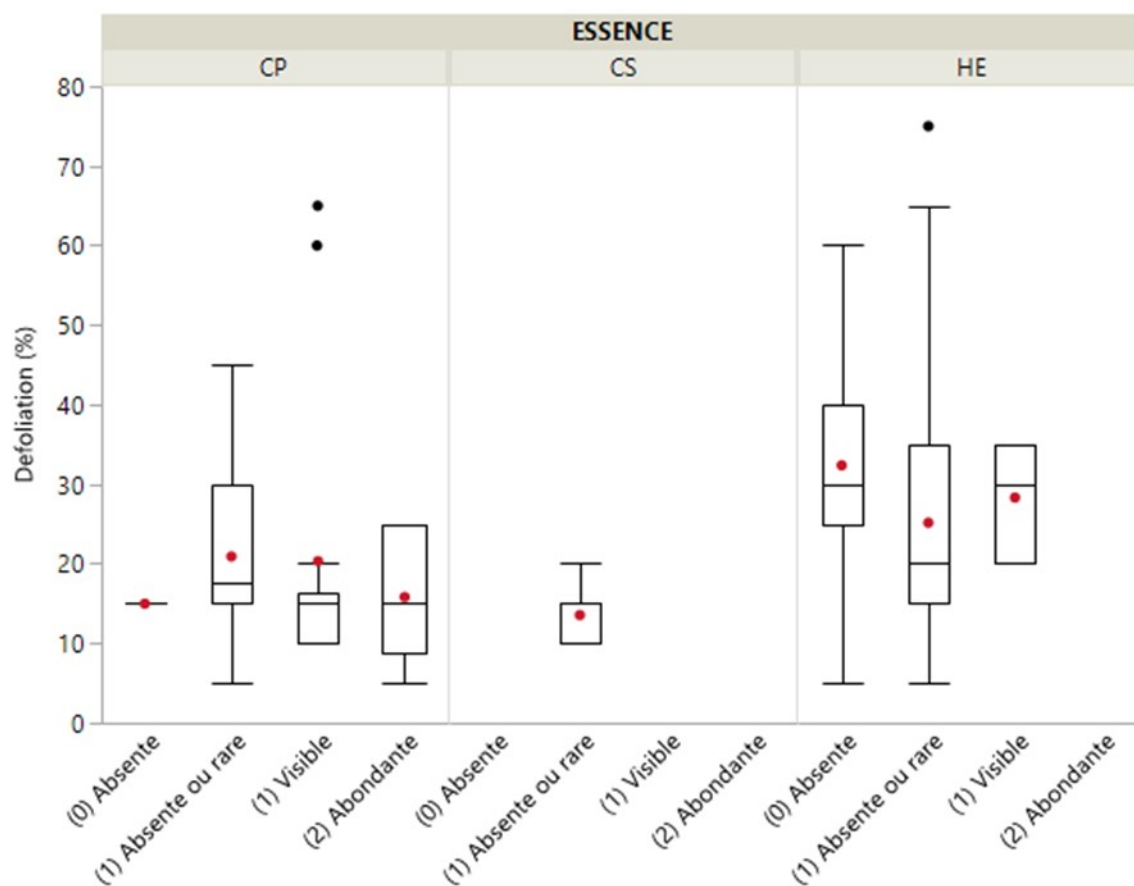 ESSENCE
CP
CS
HE
80
70
60
50
40
30
20
10
0
Defoliation (%)
(0) Absente
(1) Absente ou rare
(1) Visible
(2) Abondante
(0) Absente
(1) Absente ou rare
(1) Visible
(2) Abondante
(0) Absente
(1) Absente ou rare
(1) Visible
(2) Abondante